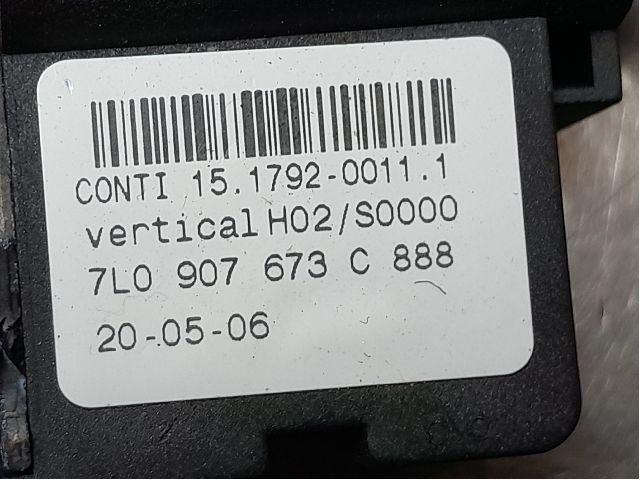 CONTI 15.1792-0011.1
vertical H02/S0000
7L0 907 673 C 888
20-05-06